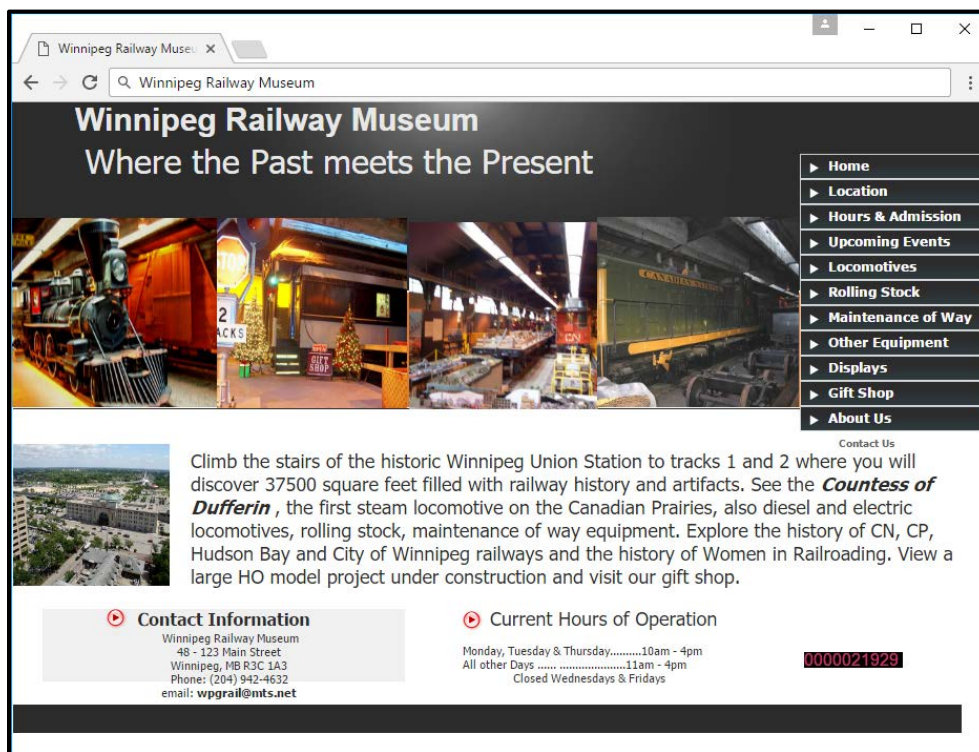 Winnipeg Railway Museu
Winnipeg Railway Museum
Winnipeg Railway Museum
Where the Past meets the Present
Home
Location
Hours & Admission
Upcoming Events
Locomotives
Rolling Stock
Maintenance of Way
Other Equipment
Displays
Gift Shop
About Us
Contact Us
STOP
2
ACKS
OPEN
GIFT
SHOP
CN
CANADIAN NATIONAL
Climb the stairs of the historic Winnipeg Union Station to tracks 1 and 2 where you will
discover 37500 square feet filled with railway history and artifacts. See the Countess of
Dufferin , the first steam locomotive on the Canadian Prairies, also diesel and electric
locomotives, rolling stock, maintenance of way equipment. Explore the history of CN, CP,
Hudson Bay and City of Winnipeg railways and the history of Women in Railroading. View a
large HO model project under construction and visit our gift shop.
Contact Information
Winnipeg Railway Museum
48 - 123 Main Street
Winnipeg, MB R3C 1A3
Phone: (204) 942-4632
email: wpgrail@mts.net
Current Hours of Operation
Monday, Tuesday & Thursday..........10am - 4pm
All other Days ...... ......................11am - 4pm
Closed Wednesdays & Fridays
0000021929